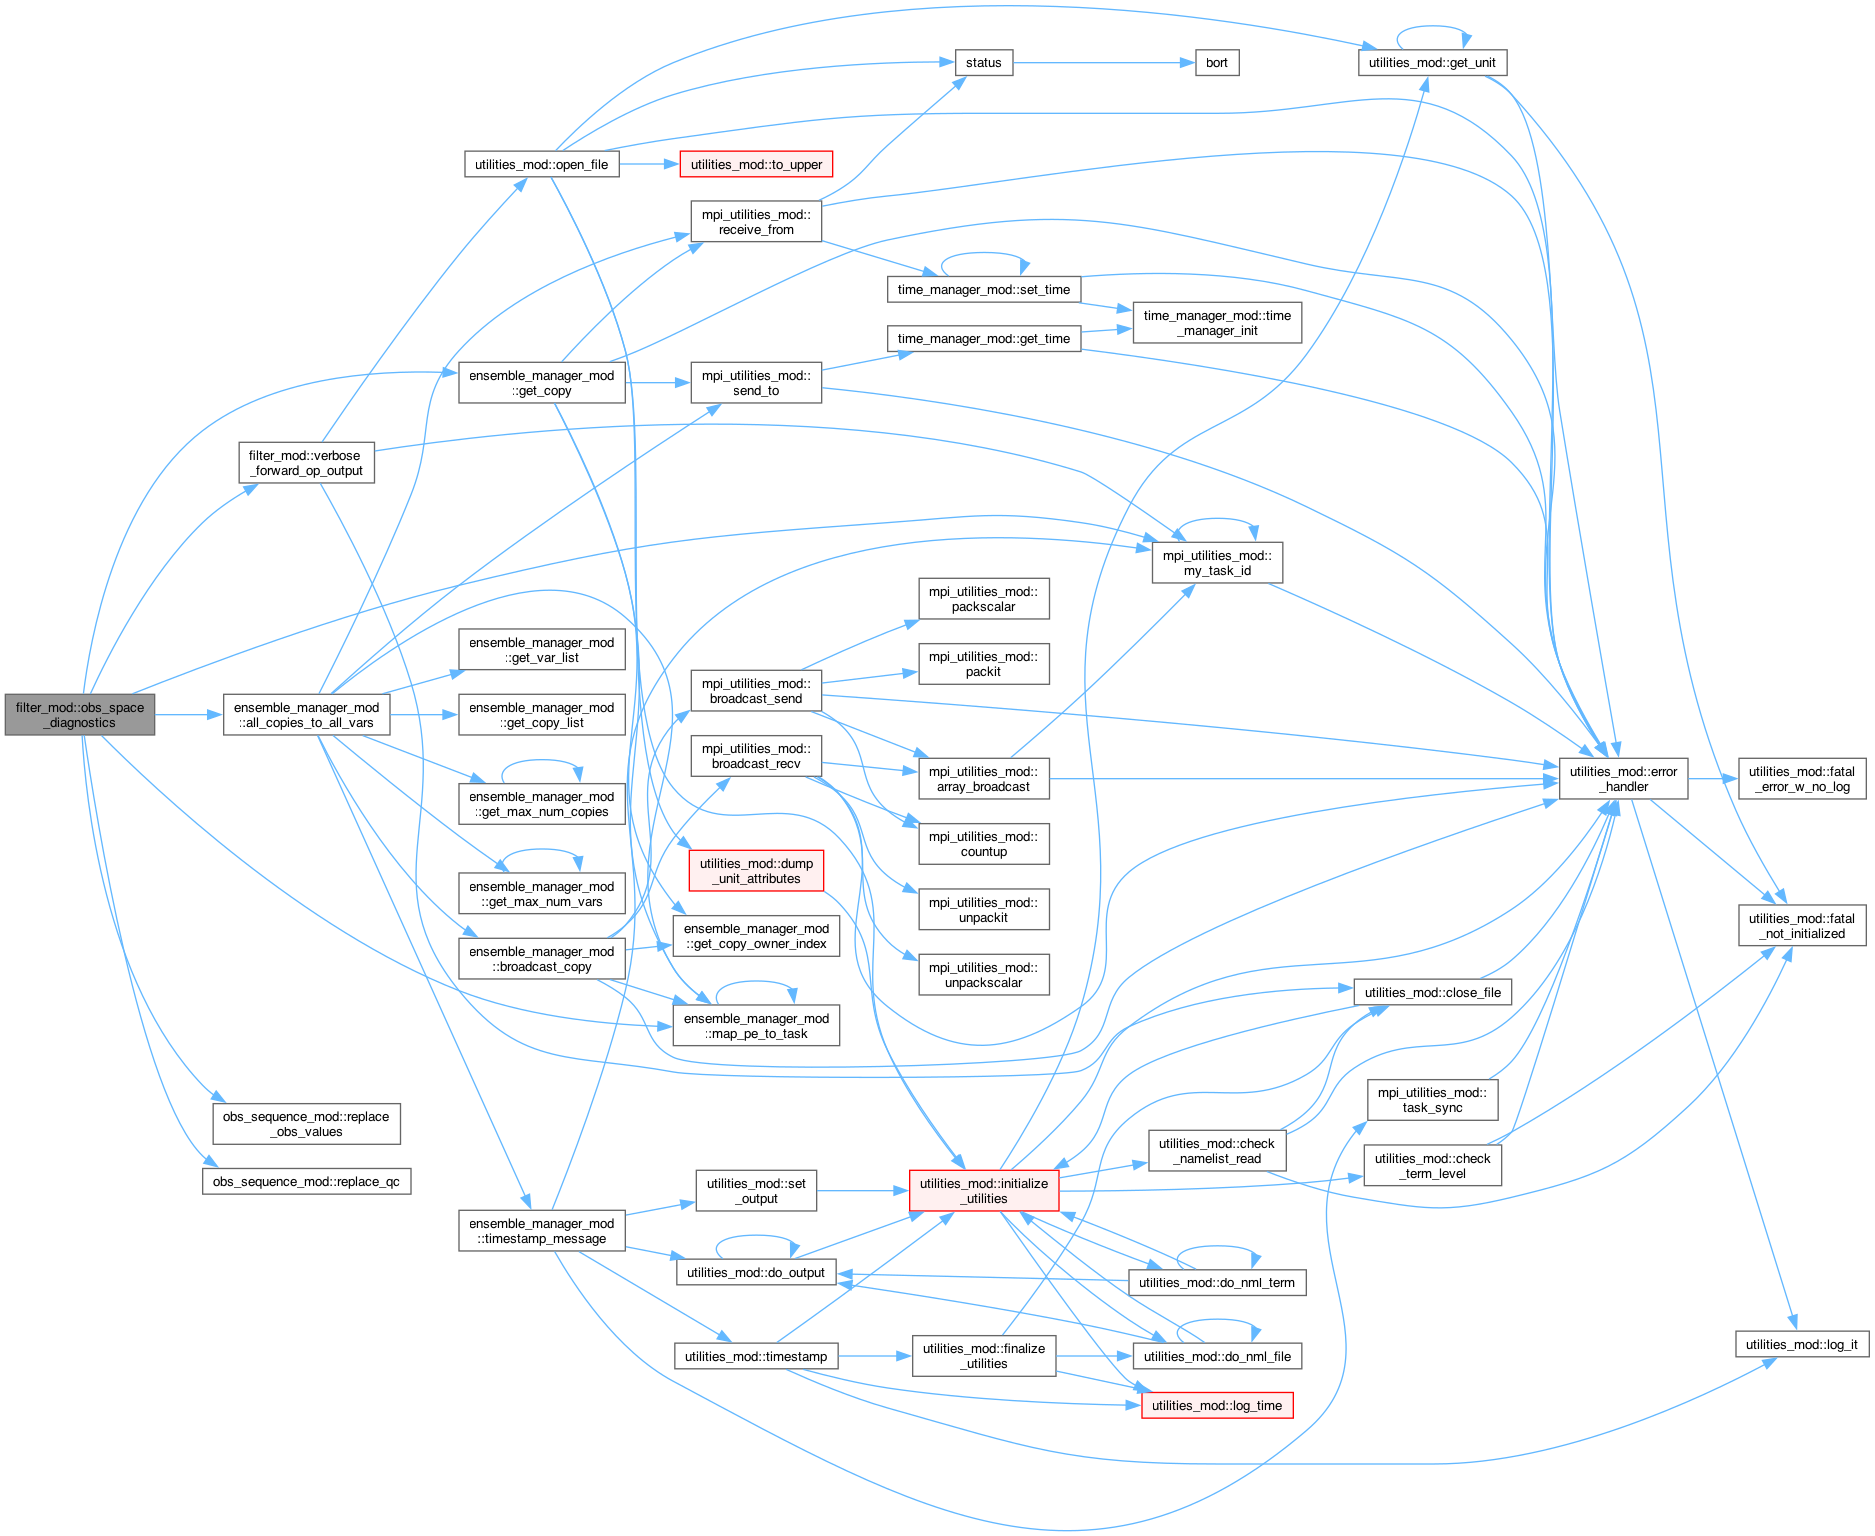 filter_mod::obs_space
_diagnostics
filter_mod::verbose
_forward_op_output
ensemble_manager_mod
::all_copies_to_all_vars
obs_sequence_mod::replace
_obs_values
obs_sequence_mod::replace_qc
utilities_mod::open_file
ensemble_manager_mod
::get_copy
ensemble_manager_mod
::get_var_list
ensemble_manager_mod
::get_copy_list
ensemble_manager_mod
::get_max_num_copies
ensemble_manager_mod
::get_max_num_vars
ensemble_manager_mod
::broadcast_copy
ensemble_manager_mod
::timestamp_message
utilities_mod::to_upper
mpi_utilities_mod::
receive_from
mpi_utilities_mod::
send_to
mpi_utilities_mod::
broadcast_send
mpi_utilities_mod::
broadcast_recv
utilities_mod::dump
_unit_attributes
ensemble_manager_mod
::get_copy_owner_index
ensemble_manager_mod
::map_pe_to_task
utilities_mod::set
_output
utilities_mod::do_output
utilities_mod::timestamp
status
time_manager_mod::set_time
time_manager_mod::get_time
mpi_utilities_mod::
packscalar
mpi_utilities_mod::
packit
mpi_utilities_mod::
array_broadcast
mpi_utilities_mod::
countup
mpi_utilities_mod::
unpackit
mpi_utilities_mod::
unpackscalar
utilities_mod::initialize
_utilities
utilities_mod::finalize
_utilities
bort
time_manager_mod::time
_manager_init
mpi_utilities_mod::
my_task_id
utilities_mod::check
_namelist_read
utilities_mod::do_nml_term
utilities_mod::do_nml_file
utilities_mod::log_time
utilities_mod::get_unit
utilities_mod::close_file
mpi_utilities_mod::
task_sync
utilities_mod::check
_term_level
utilities_mod::error
_handler
utilities_mod::fatal
_error_w_no_log
utilities_mod::fatal
_not_initialized
utilities_mod::log_it